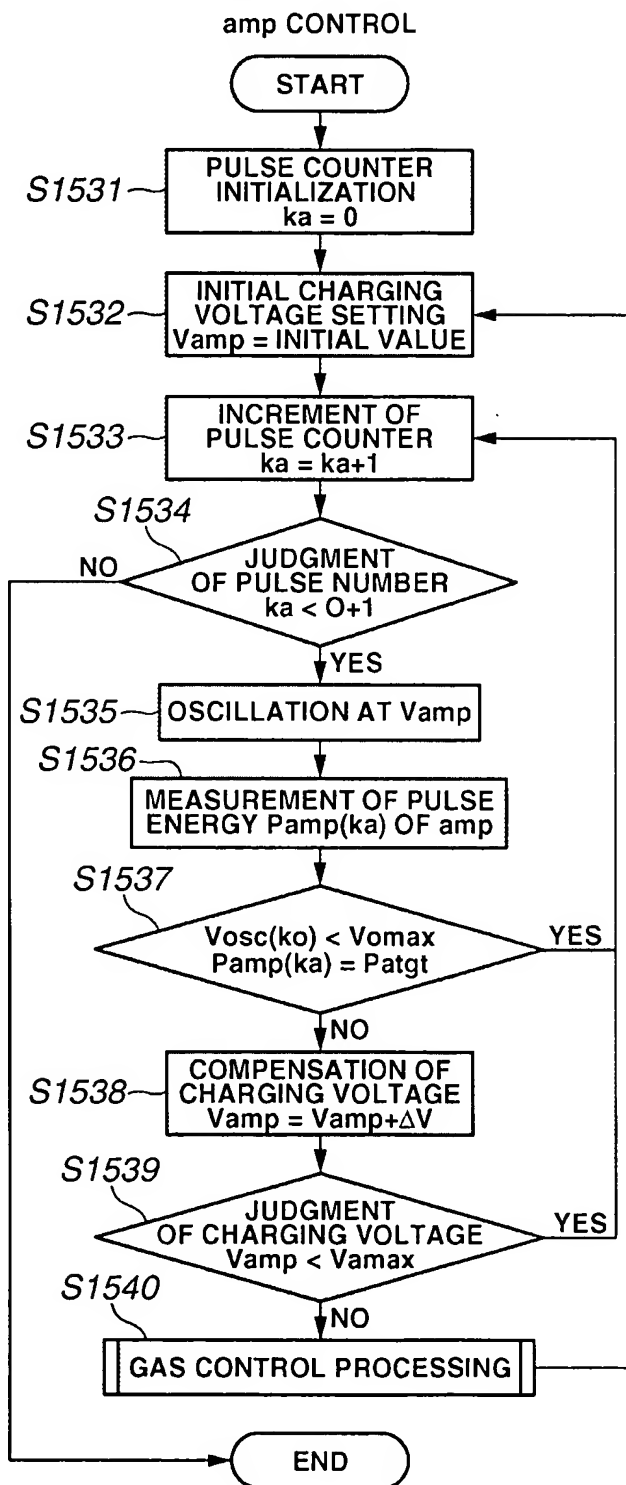 amp CONTROL
START
S1531
PULSE COUNTER
INITIALIZATION
ka = 0
S1532
INITIAL CHARGING
VOLTAGE SETTING
Vamp = INITIAL VALUE
S1533
INCREMENT OF
PULSE COUNTER
ka = ka+1
S1534
NO
JUDGMENT
OF PULSE NUMBER
ka < O+1
YES
S1535
OSCILLATION AT Vamp
S1536
MEASUREMENT OF PULSE
ENERGY Pamp(ka) OF amp
S1537
Vosc(ko) < Vomax
Pamp(ka) = Patgt
YES
NO
S1538
COMPENSATION OF
CHARGING VOLTAGE
Vamp = Vamp+ΔV
S1539
JUDGMENT
OF CHARGING VOLTAGE
Vamp < Vamax
YES
NO
S1540
GAS CONTROL PROCESSING
END